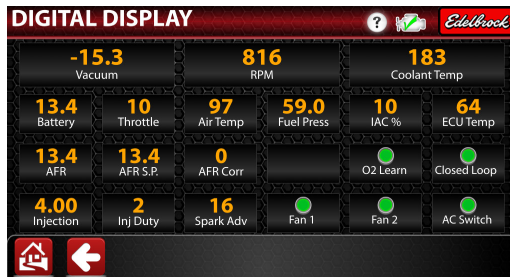 DIGITAL DISPLAY
?
Edelbrock
-15.3 816 183
Vacuum RPM Coolant Temp
13.4 10 97 59.0 10 64
Battery Throttle Air Temp Fuel Press IAC % ECU Temp
13.4 13.4 0
AFR AFR S.P. AFR Corr O2 Learn Closed Loop
4.00 2 16
Injection Inj Duty Spark Adv Fan 1 Fan 2 AC Switch